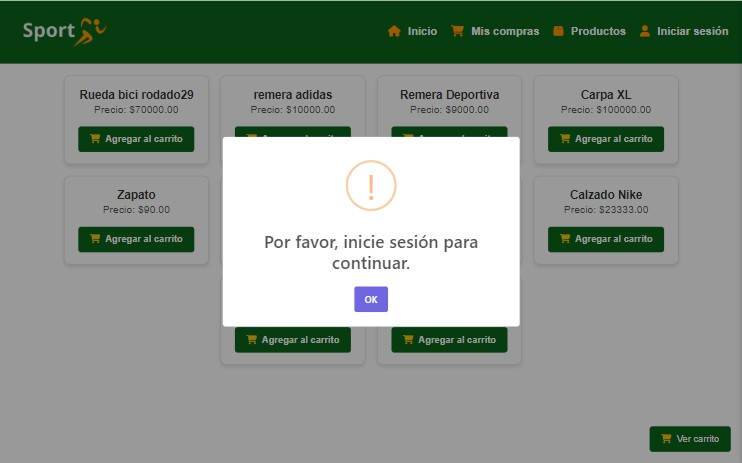 Sport
Inicio
Mis compras
Productos
Iniciar sesión
Rueda bici rodado29
Precio: $70000.00
Agregar al carrito
remera adidas
Precio: $10000.00
Remera Deportiva
Precio: $9000.00
Carpa XL
Precio: $100000.00
Agregar al carrito
Zapato
Precio: $90.00
Agregar al carrito
Calzado Nike
Precio: $23333.00
Agregar al carrito
!
Por favor, inicie sesión para
continuar.
OK
Agregar al carrito
Agregar al carrito
Ver carrito